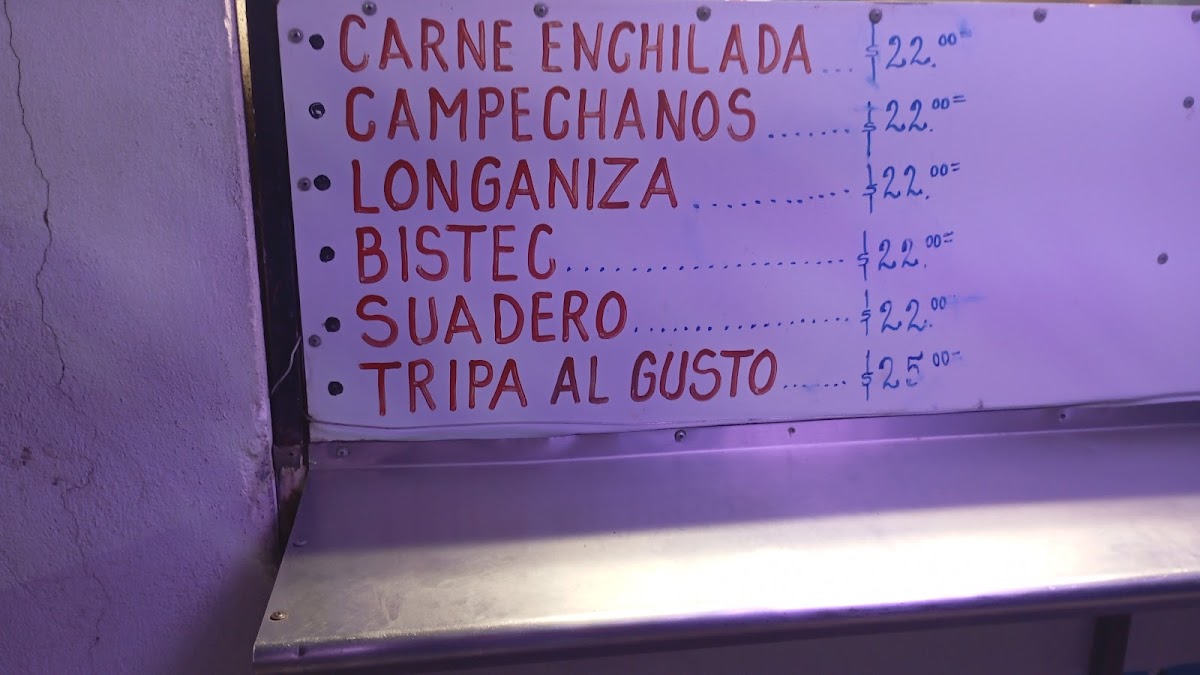 • CARNE ENCHILADA ... $22.00=
• CAMPECHANOS ....... $22.00=
• LONGANIZA .......... $22.00=
• BISTEC ..................... $22.00=
• SUADERO ................ $22.00
• TRIPA AL GUSTO ...... $25.00=